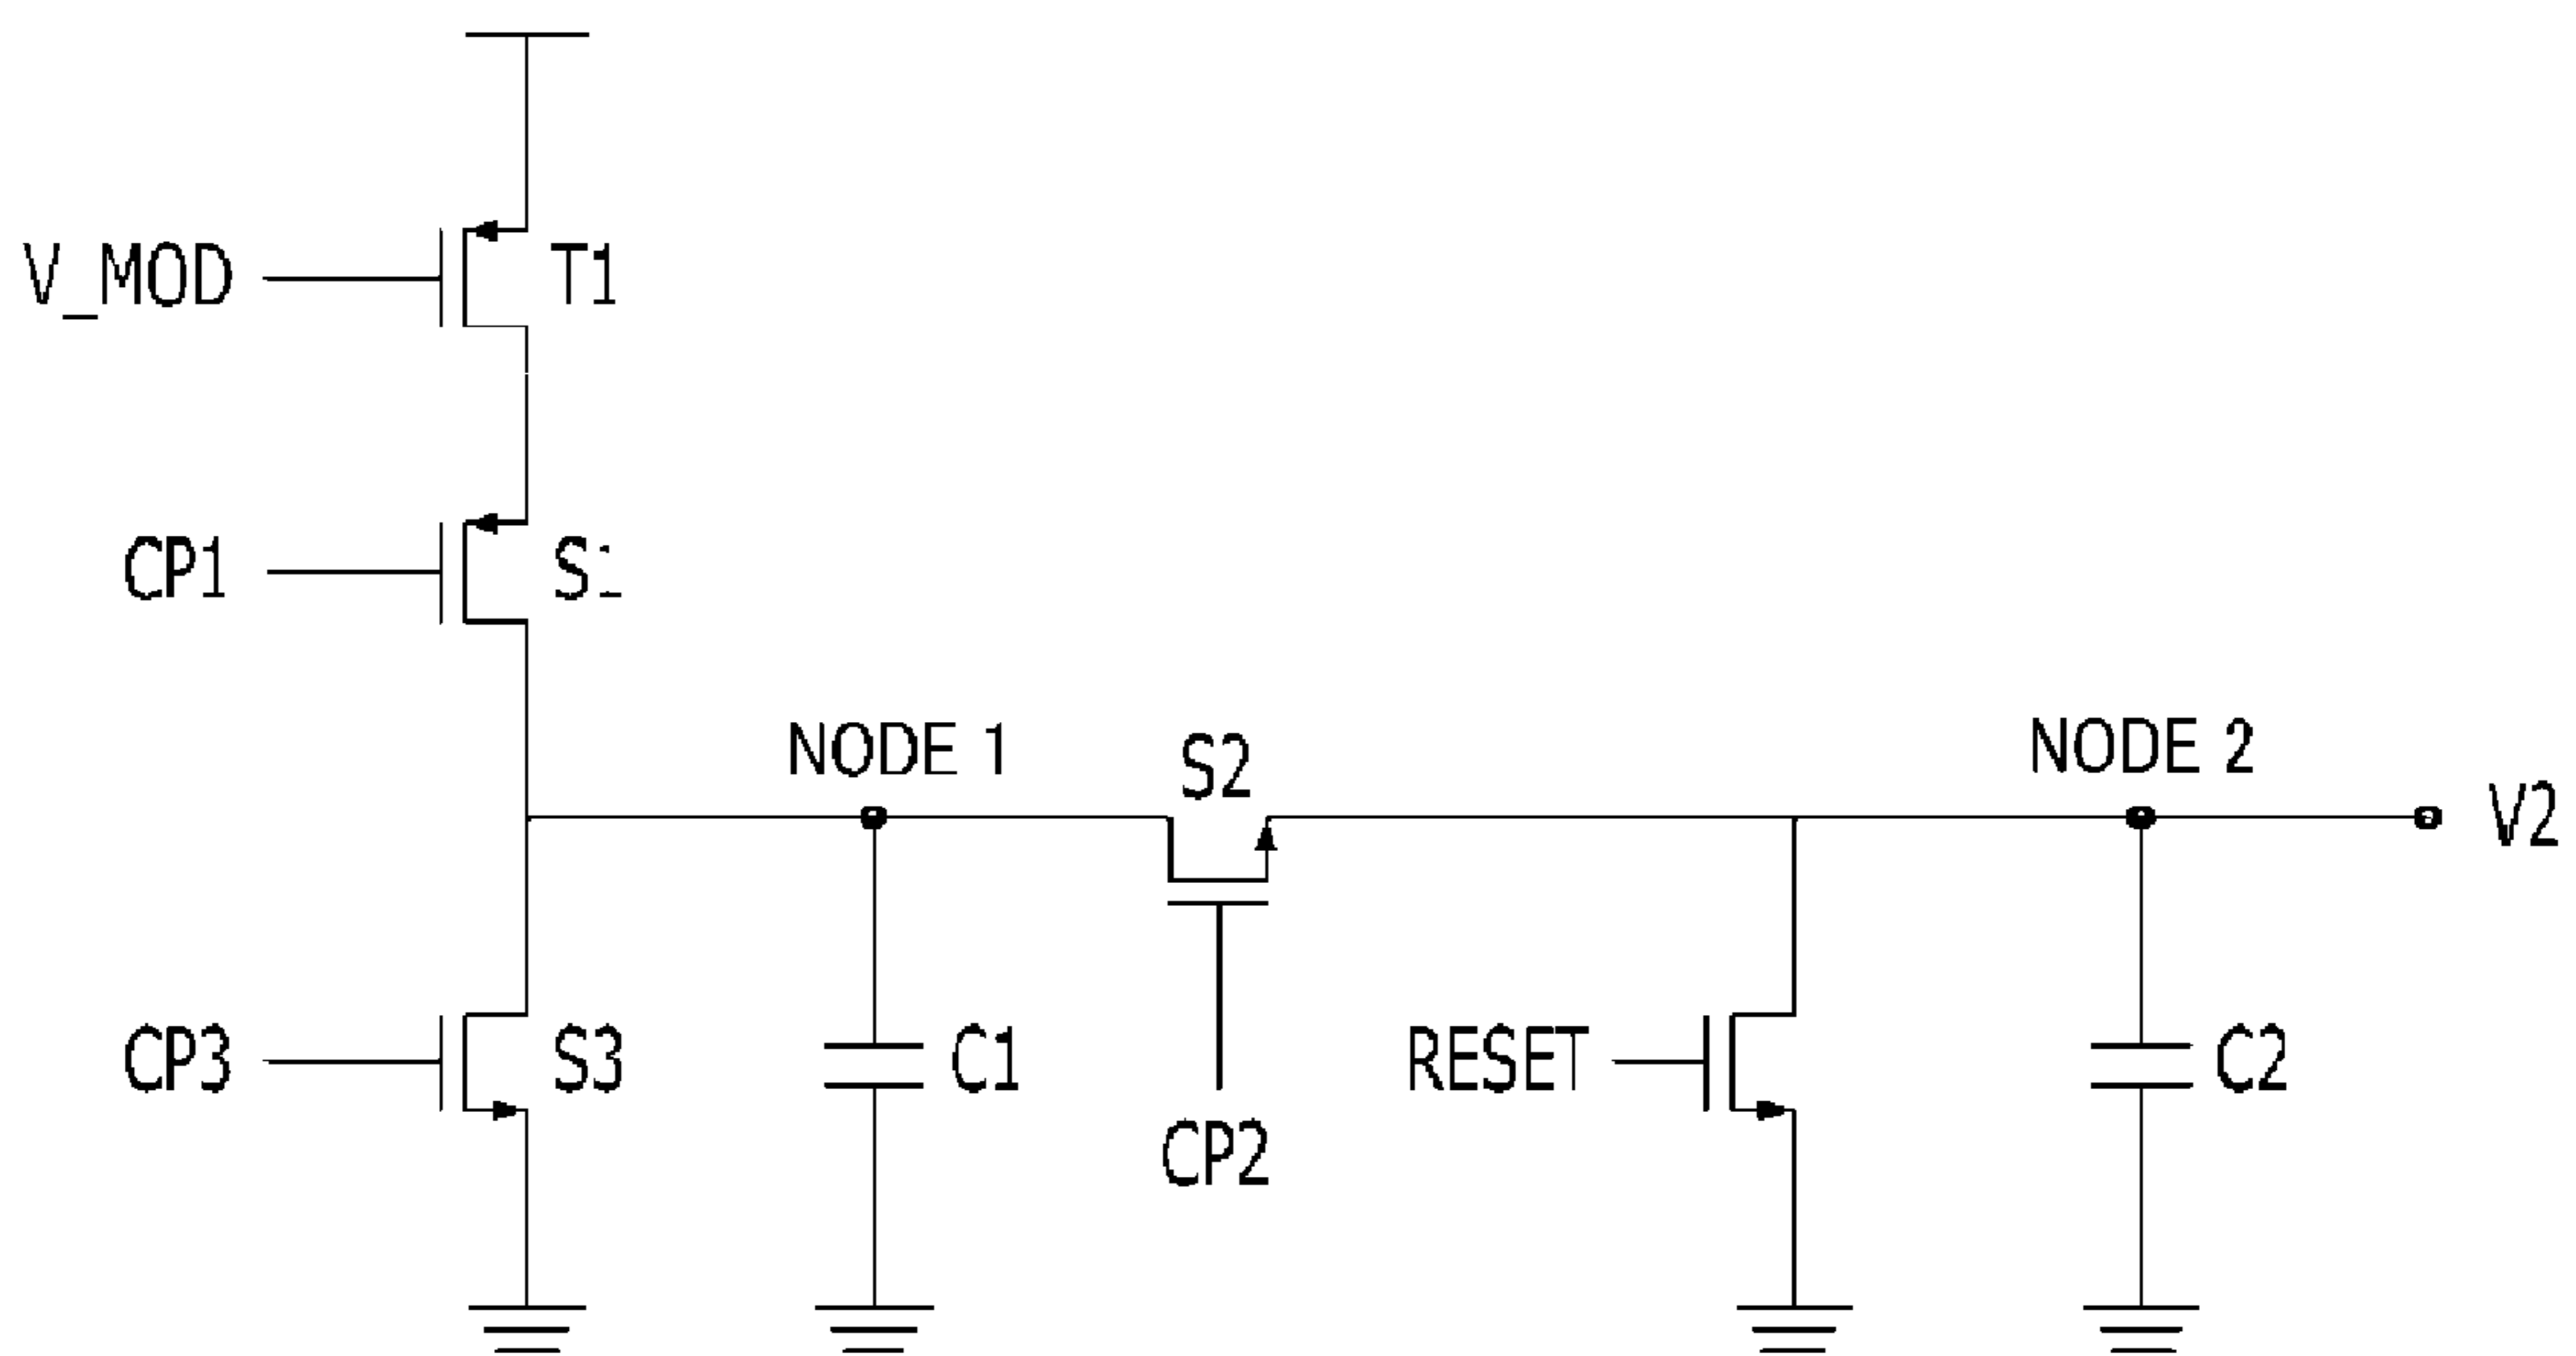 V_MOD
T1
CP1
S1
NODE 1
S2
NODE 2
V2
CP3
S3
C1
CP2
RESET
C2